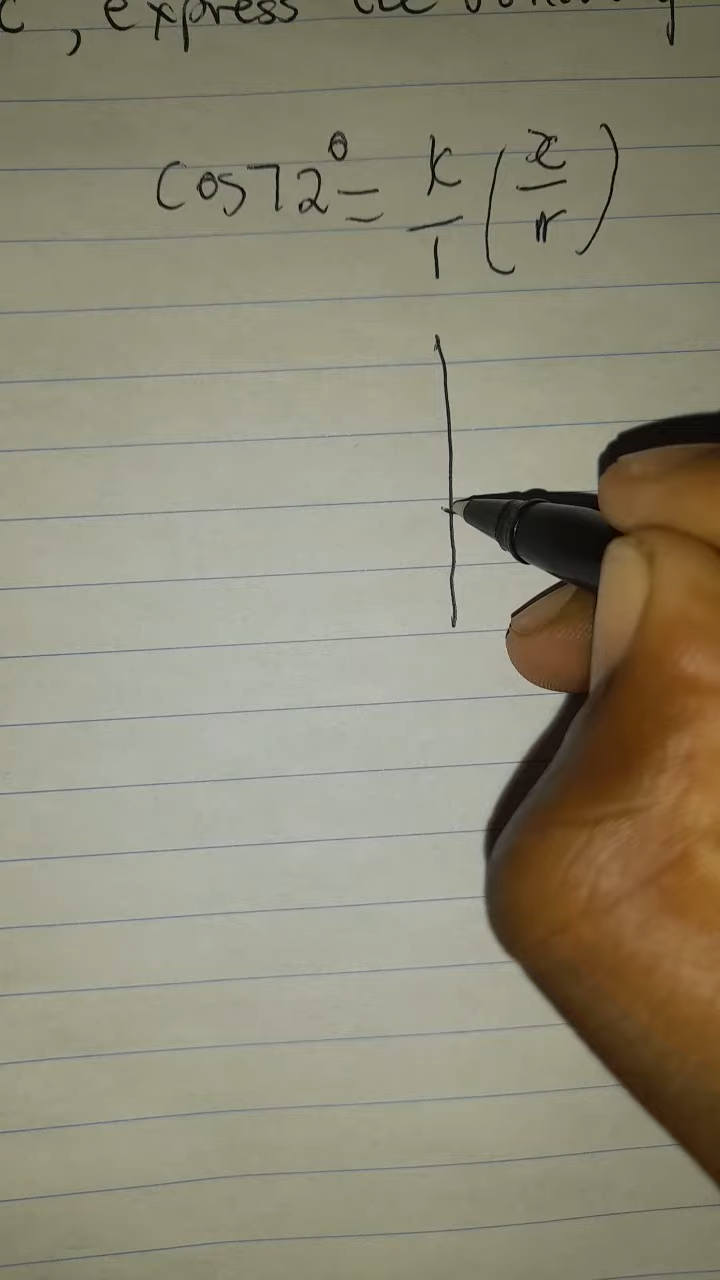 , express
Cos72° = k/1 (x/r)